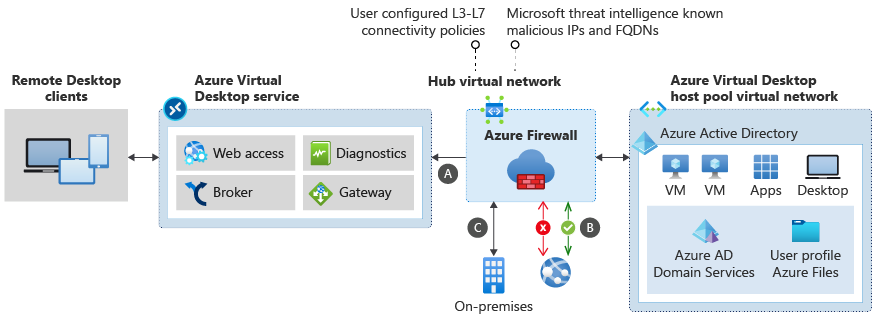 User configured L3-L7
connectivity policies
Microsoft threat intelligence known
malicious IPs and FQDNs
Remote Desktop
clients
Azure Virtual
Desktop service
Web access
Diagnostics
Broker
Gateway
A
Hub virtual network
Azure Firewall
C
X
B
On-premises
Azure Virtual Desktop
host pool virtual network
Azure Active Directory
VM
VM
Apps
Desktop
Azure AD
Domain Services
User profile
Azure Files